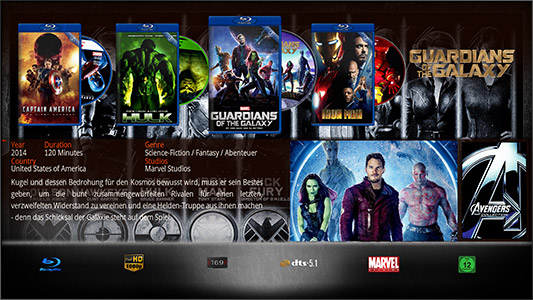 CAPTAIN AMERICA
HULK
MARVEL
GUARDIANS
OF THE GALAXY
IRON MAN
GUARDIANS
OF THE GALAXY
Year
2014
Duration
120 Minutes
Genre
Science-Fiction / Fantasy / Abenteuer
Country
United States of America
Studios
Marvel Studios
Kugel und dessen Bedrohung für den Kosmos bewusst wird, muss er sein Bestes
geben, um die bunt zusammengewürfelten Rivalen für einen letzten,
verzweifelten Widerstand zu vereinen und eine Helden-Truppe aus ihnen machen
- denn das Schicksal der Galaxie steht auf dem Spiel.
AVENGERS
COLLECTION
Blu-ray Disc
Full HD
1080p
16:9
dts 5.1
MARVEL
12